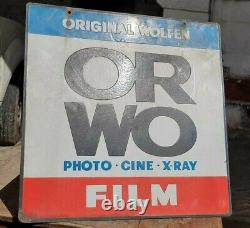 ORIGINAL WOLFEN
OR
WO
PHOTO · CINE · X-RAY
FILM